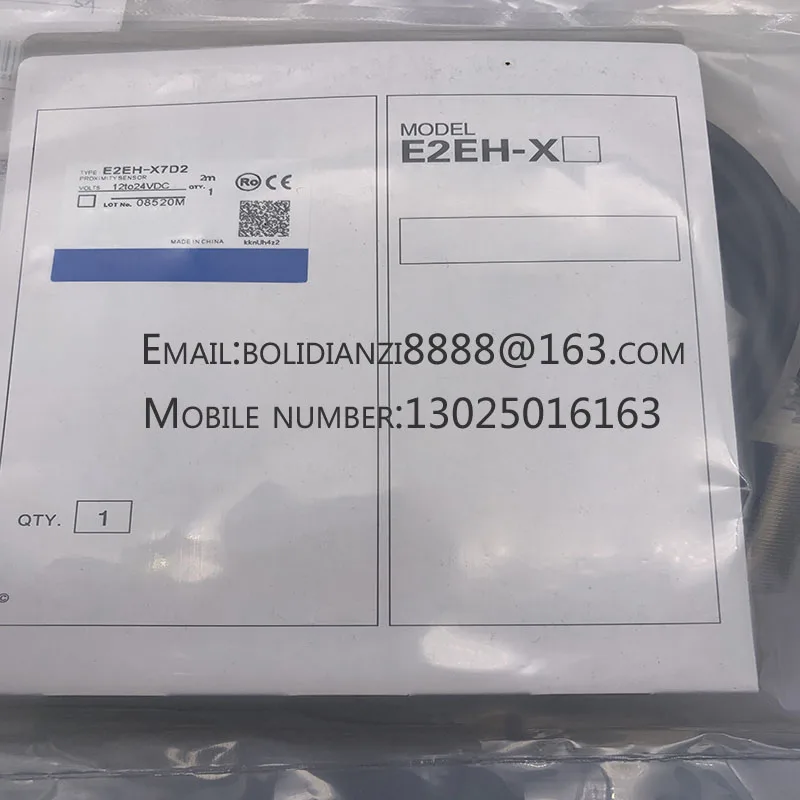 TYPE E2EH-X7D2
PROXIMITY SENSOR 2m
VOLTS 12to24VDC QTY. 1
LOT No. 08520M
MADE IN CHINA
kknUh4z2
MODEL
E2EH-X
EMAIL:BOLIDIANZI8888@163.COM
MOBILE NUMBER:13025016163
QTY. 1
©